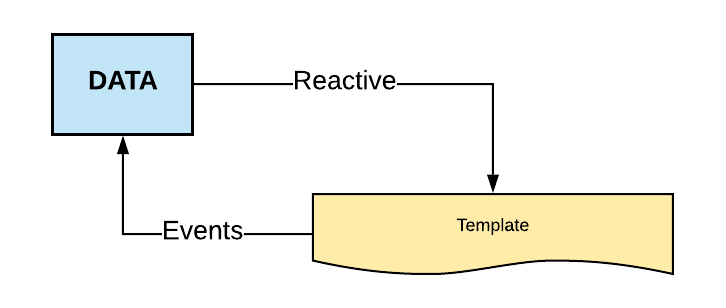 DATA
Reactive
Template
Events